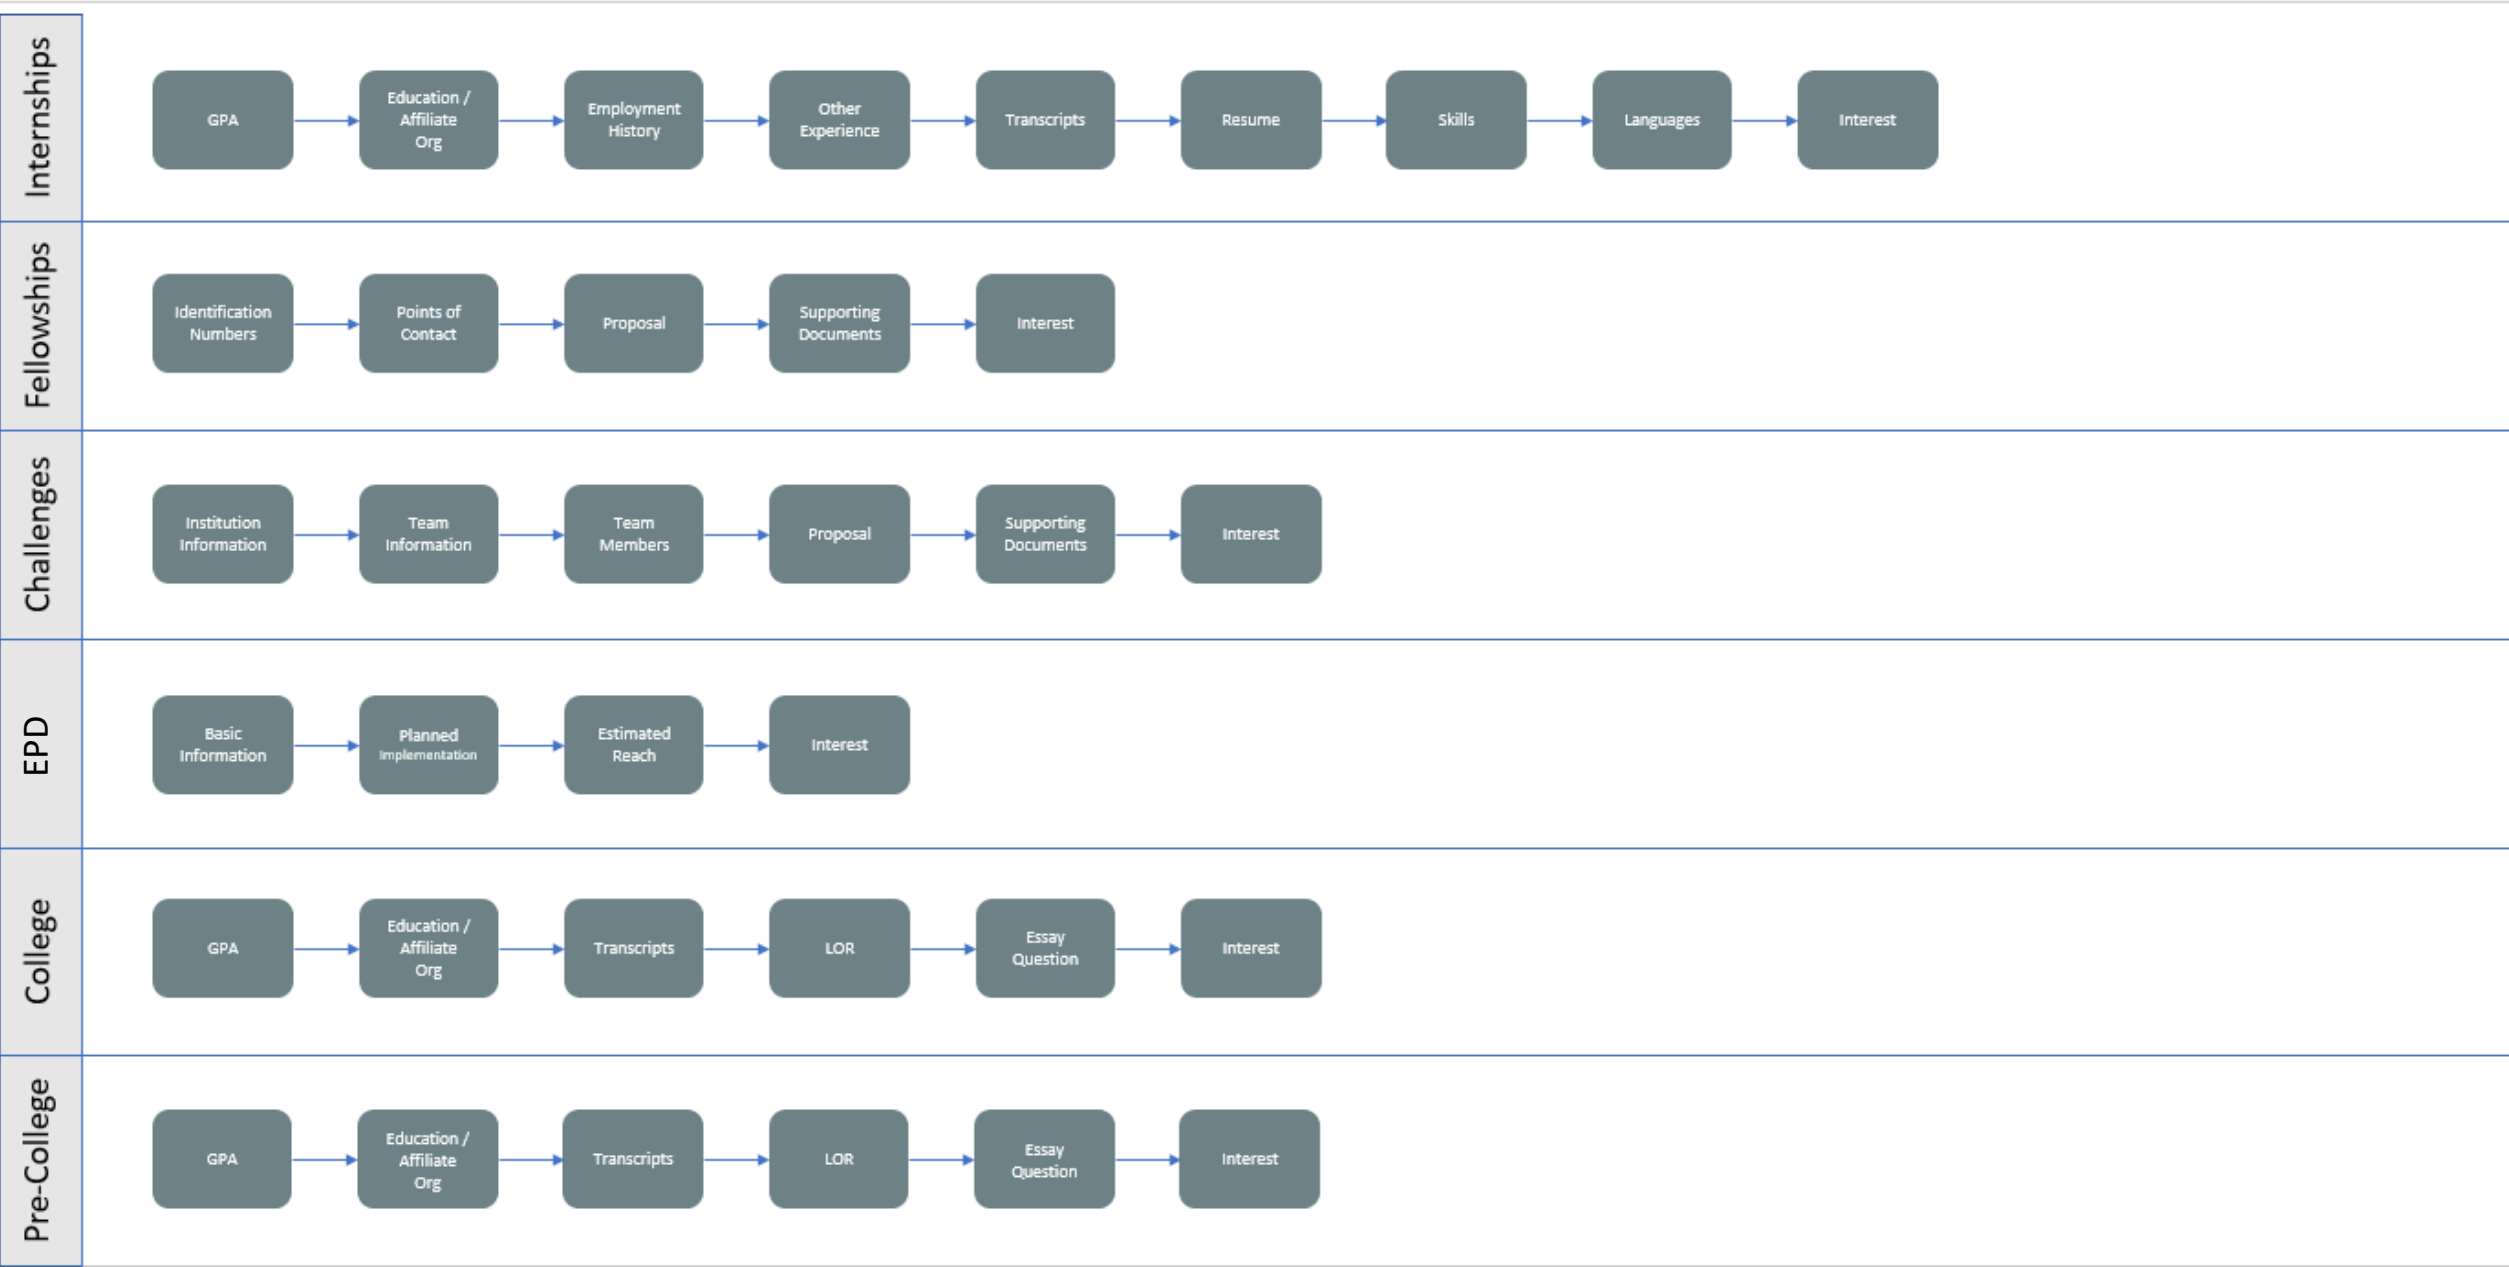 Internships
GPA
Education /
Affiliate
Org
Employment
History
Other
Experience
Transcripts
Resume
Skills
Languages
Interest
Fellowships
Identification
Numbers
Points of
Contact
Proposal
Supporting
Documents
Interest
Challenges
Institution
Information
Team
Information
Team
Members
Proposal
Supporting
Documents
Interest
EPD
Basic
Information
Planned
Implementation
Estimated
Reach
Interest
College
GPA
Education /
Affiliate
Org
Transcripts
LOR
Essay
Question
Interest
Pre-College
GPA
Education /
Affiliate
Org
Transcripts
LOR
Essay
Question
Interest